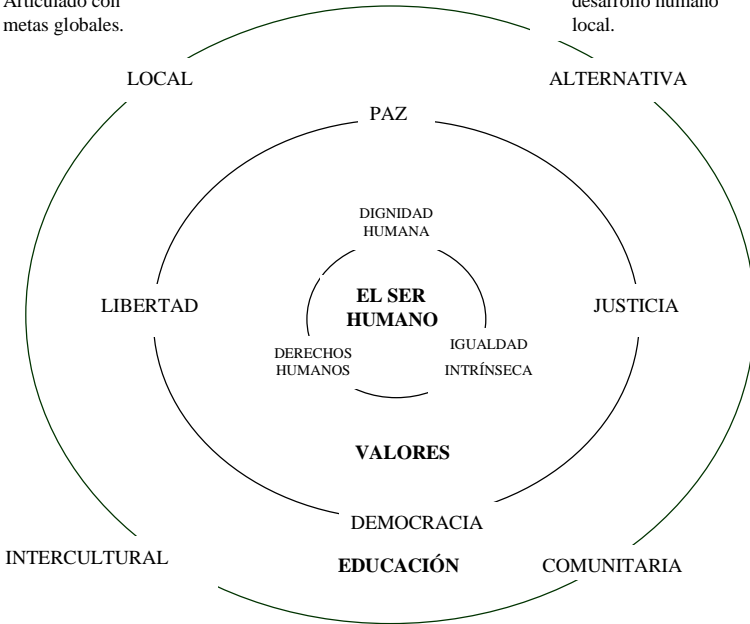 Articulado con
metas globales.
desarrollo humano
local.
LOCAL
ALTERNATIVA
PAZ
DIGNIDAD
HUMANA
EL SER
HUMANO
LIBERTAD
JUSTICIA
DERECHOS
HUMANOS
IGUALDAD
INTRÍNSECA
VALORES
DEMOCRACIA
INTERCULTURAL
EDUCACIÓN
COMUNITARIA